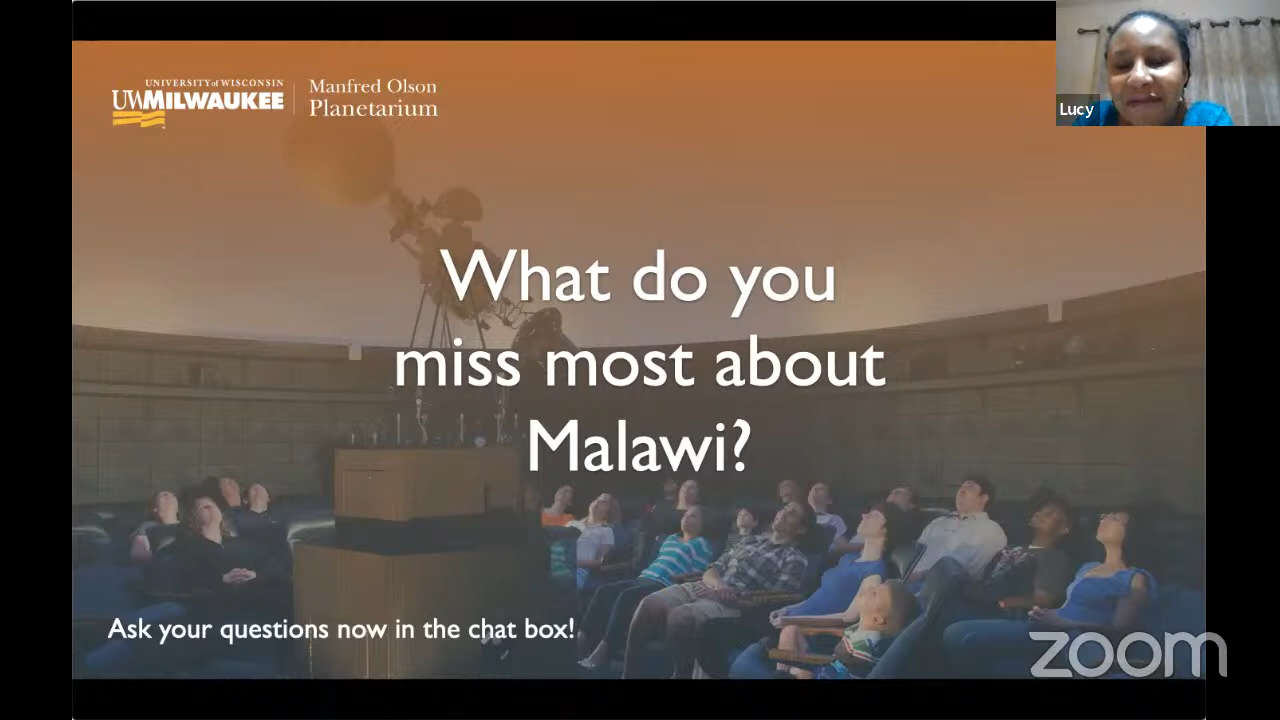 UNIVERSITY of WISCONSIN
UWMILWAUKEE
Manfred Olson
Planetarium
Lucy
What do you
miss most about
Malawi?
Ask your questions now in the chat box!
zoom